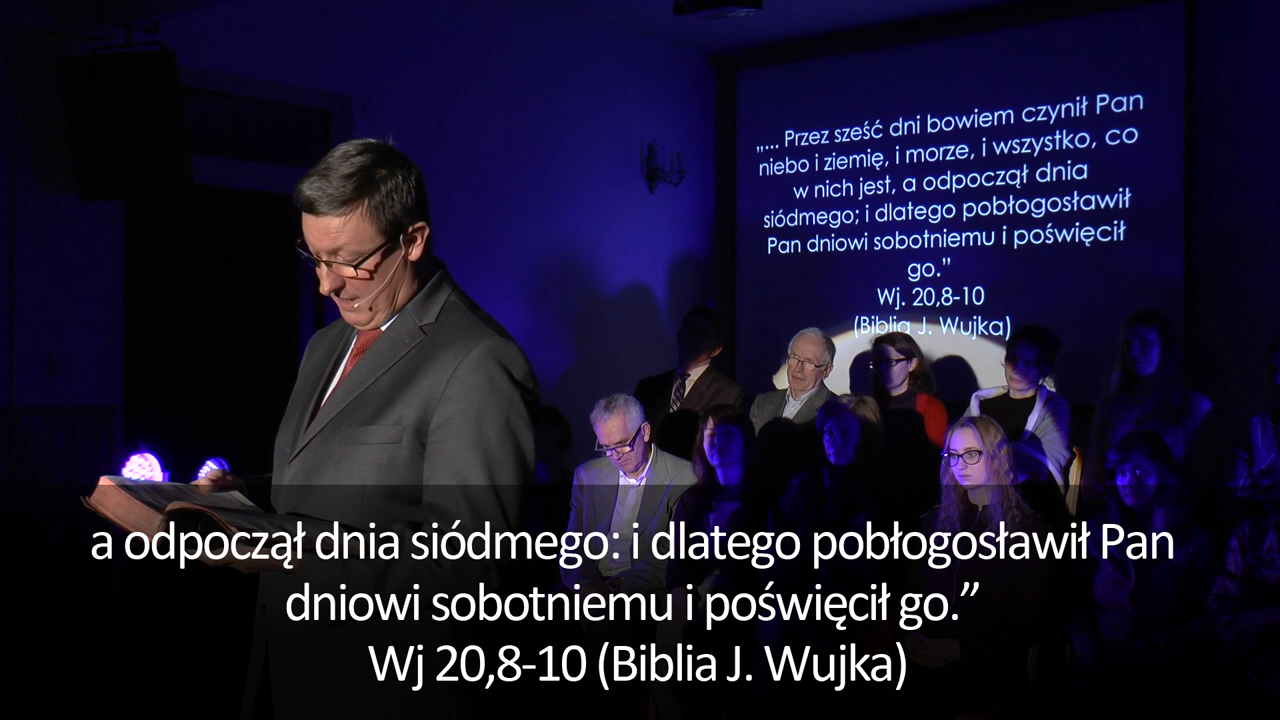 „... Przez sześć dni bowiem czynił Pan
niebo i ziemię, i morze, i wszystko, co
w nich jest, a odpoczął dnia
siódmego; i dlatego pobłogosławił
Pan dniowi sobotniemu i poświęcił
go.”
Wj. 20,8-10
(Biblia J. Wujka)
a odpoczął dnia siódmego: i dlatego pobłogosławił Pan
dniowi sobotniemu i poświęcił go.”
Wj 20,8-10 (Biblia J. Wujka)